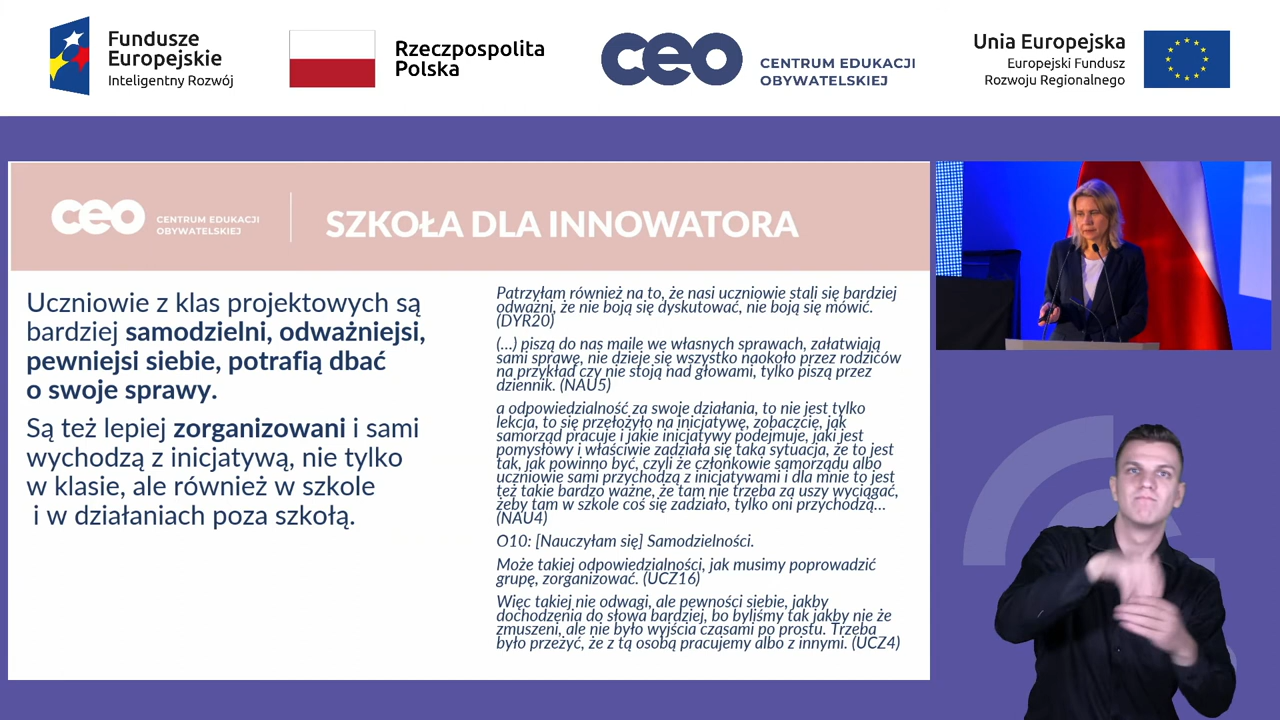 Fundusze
Europejskie
Inteligentny Rozwój
Rzeczpospolita
Polska
ceo
CENTRUM EDUKACJI
OBYWATELSKIEJ
Unia Europejska
Europejski Fundusz
Rozwoju Regionalnego
ceo
CENTRUM EDUKACJI
OBYWATELSKIEJ
SZKOŁA DLA INNOWATORA
Uczniowie z klas projektowych są
bardziej samodzielni, odważniejsi,
pewniejsi siebie, potrafią dbać
o swoje sprawy.
Są też lepiej zorganizowani i sami
wychodzą z inicjatywą, nie tylko
w klasie, ale również w szkole
i w działaniach poza szkołą.
Patrzyłam również na to, że nasi uczniowie stali się bardziej
odważni, że nie boją się dyskutować, nie boją się mówić.
(DYR20)
(...) piszą do nas maile we własnych sprawach, załatwiają
sami sprawę, nie dzieje się wszystko naokoło przez rodziców
na przykład czy nie stoją nad głowami, tylko piszą przez
dziennik. (NAU5)
a odpowiedzialność za swoje działania, to nie jest tylko
lekcja, to się przełożyło na inicjatywę, zobaczcie, jak
samorząd pracuje i jakie inicjatywy podejmuje, jaki jest
pomysłowy i właściwie zadziała się taka sytuacja, że to jest
tak, jak powinno być, czyli że członkowie samorządu albo
uczniowie sami przychodzą z inicjatywami i dla mnie to jest
też takie bardzo ważne, że tam nie trzeba za uszy wyciągać,
żeby tam w szkole coś się zadziało, tylko oni przychodzą...
(NAU4)
O10: [Nauczyłam się] Samodzielności.
Może takiej odpowiedzialności, jak musimy poprowadzić
grupę, zorganizować. (UCZ16)
Więc takiej nie odwagi, ale pewności siebie, jakby
dochodzenia do słowa bardziej, bo byliśmy tak jakby nie że
zmuszeni, ale nie było wyjścia czasami po prostu. Trzeba
było przeżyć, że z tą osobą pracujemy albo z innymi. (UCZ4)